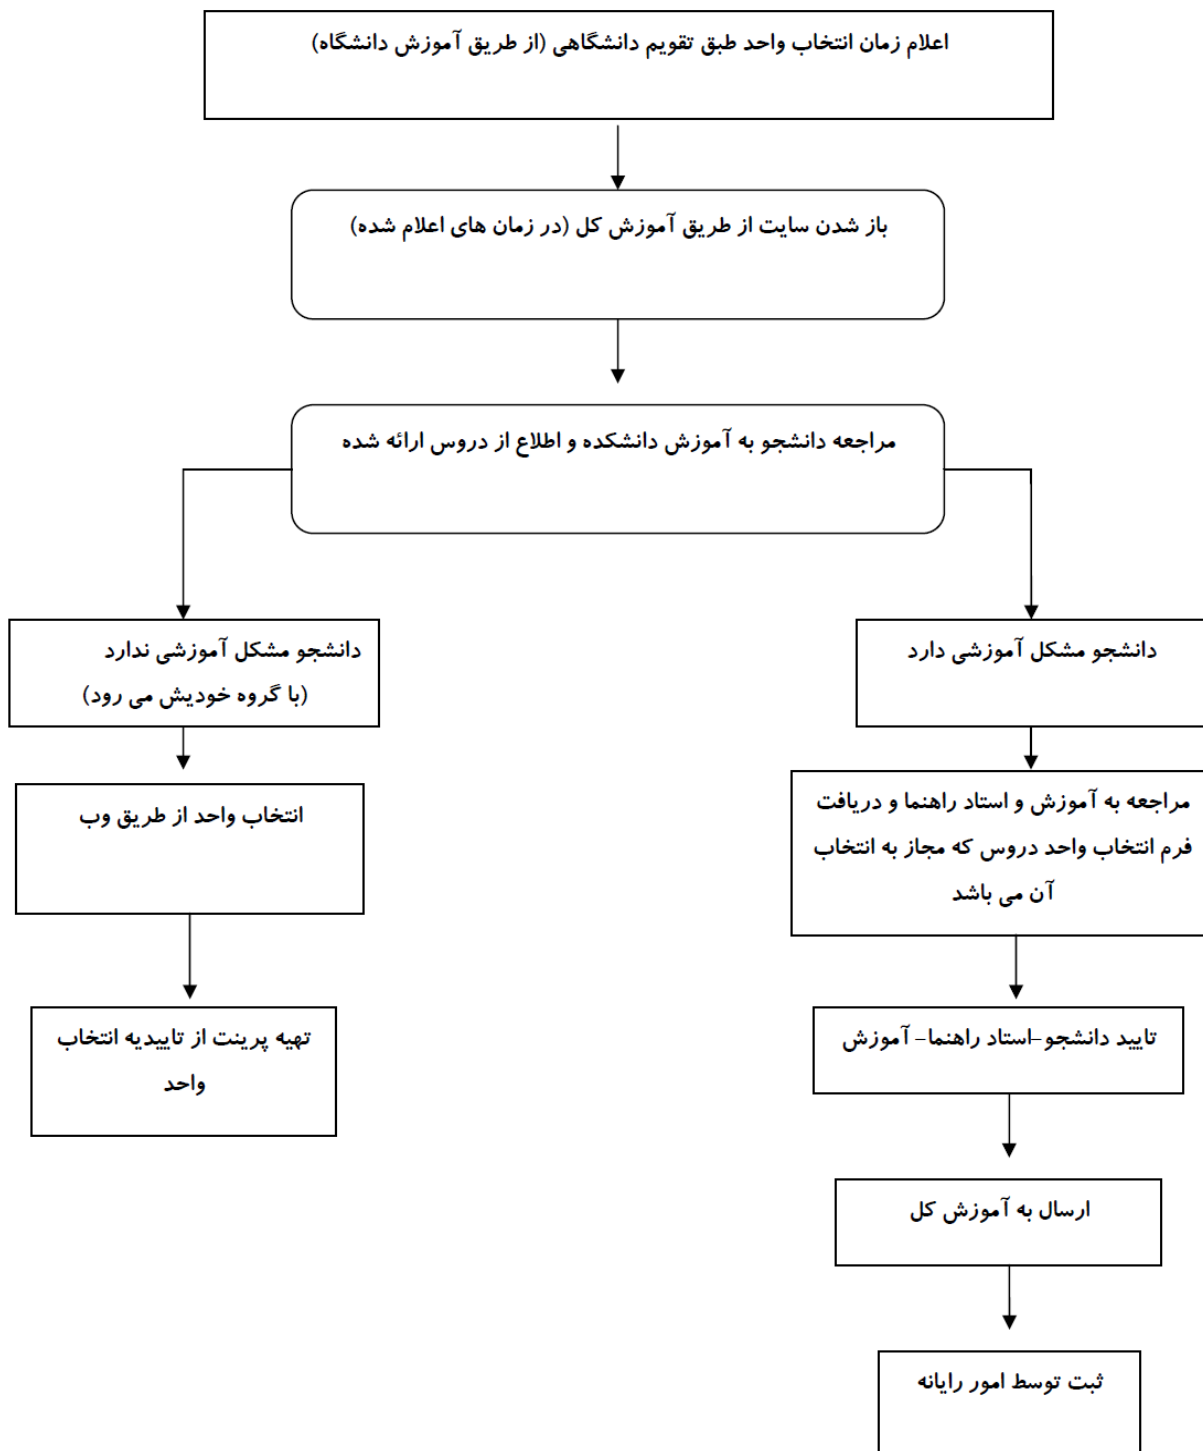 اعلام زمان انتخاب واحد طبق تقویم دانشگاهی (از طریق آموزش دانشگاه)
باز شدن سایت از طریق آموزش کل (در زمان های اعلام شده)
مراجعه دانشجو به آموزش دانشکده و اطلاع از دروس ارائه شده
دانشجو مشکل آموزشی دارد
مراجعه به آموزش و استاد راهنما و دریافت
فرم انتخاب واحد دروس که مجاز به انتخاب
آن می باشد
تایید دانشجو–استاد راهنما– آموزش
ارسال به آموزش کل
ثبت توسط امور رایانه
دانشجو مشکل آموزشی ندارد
(با گروه خودیش می رود)
انتخاب واحد از طریق وب
تهیه پرینت از تاییدیه انتخاب
واحد